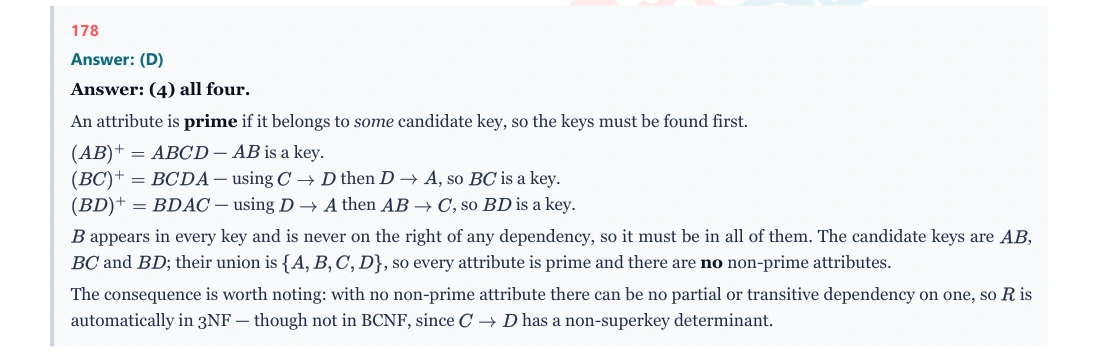 178
Answer: (D)
Answer: (4) all four.
An attribute is prime if it belongs to some candidate key, so the keys must be found first.
(AB)⁺ = ABCD — AB is a key.
(BC)⁺ = BCDA — using C → D then D → A, so BC is a key.
(BD)⁺ = BDAC — using D → A then AB → C, so BD is a key.
B appears in every key and is never on the right of any dependency, so it must be in all of them. The candidate keys are AB,
BC and BD; their union is {A, B, C, D}, so every attribute is prime and there are no non-prime attributes.
The consequence is worth noting: with no non-prime attribute there can be no partial or transitive dependency on one, so R is
automatically in 3NF — though not in BCNF, since C → D has a non-superkey determinant.